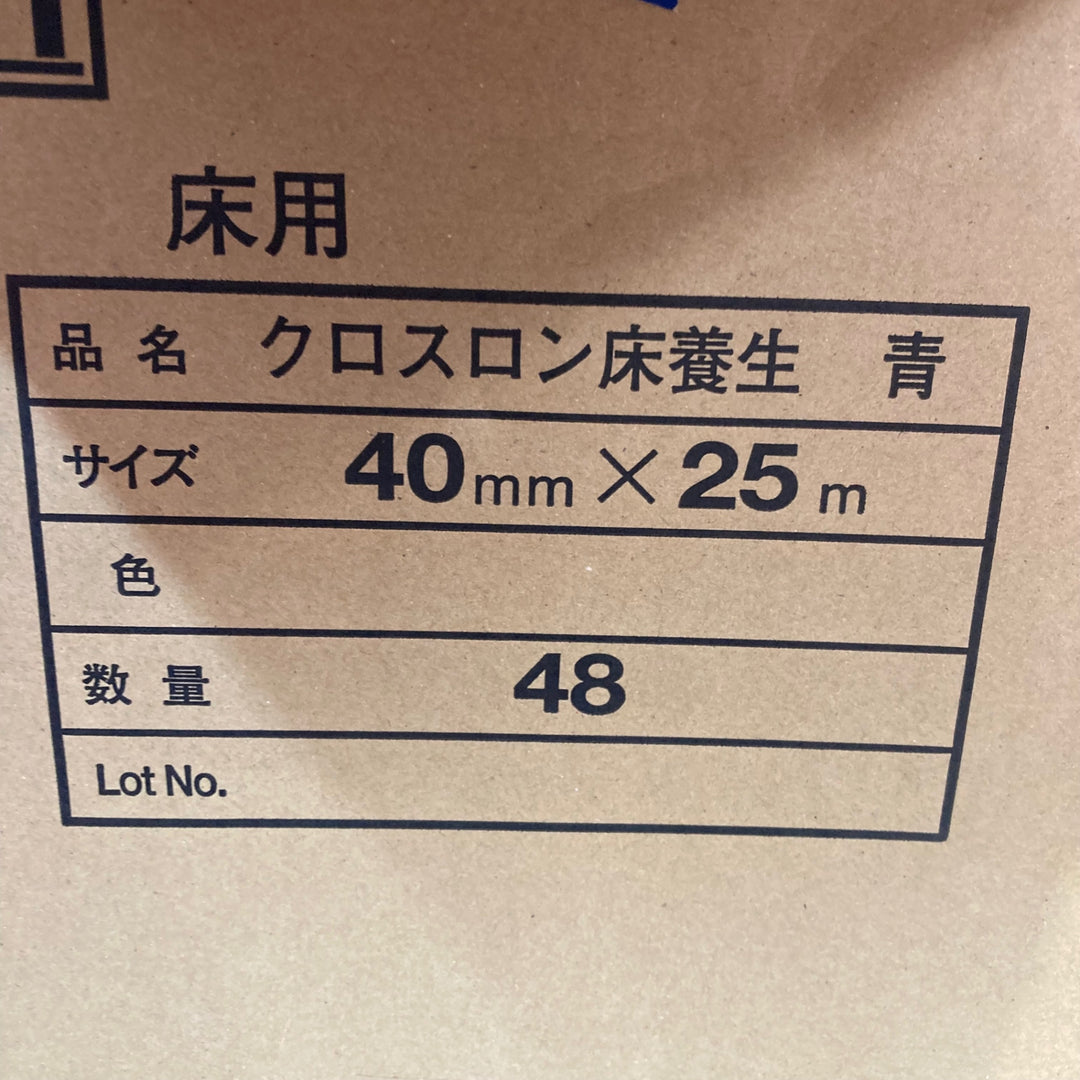 床用
品名 クロスロン床養生 青
サイズ 40mm×25m
色
数量 48
Lot No.